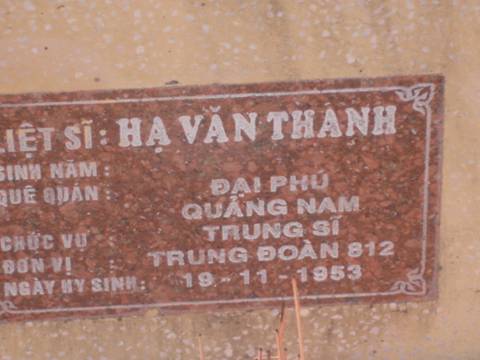 LIỆT SĨ : HẠ VĂN THANH
SINH NĂM :
QUÊ QUÁN : ĐẠI PHÚ
QUẢNG NAM
CHỨC VỤ : TRUNG SĨ
ĐƠN VỊ : TRUNG ĐOÀN 812
NGÀY HY SINH : 19-11-1953